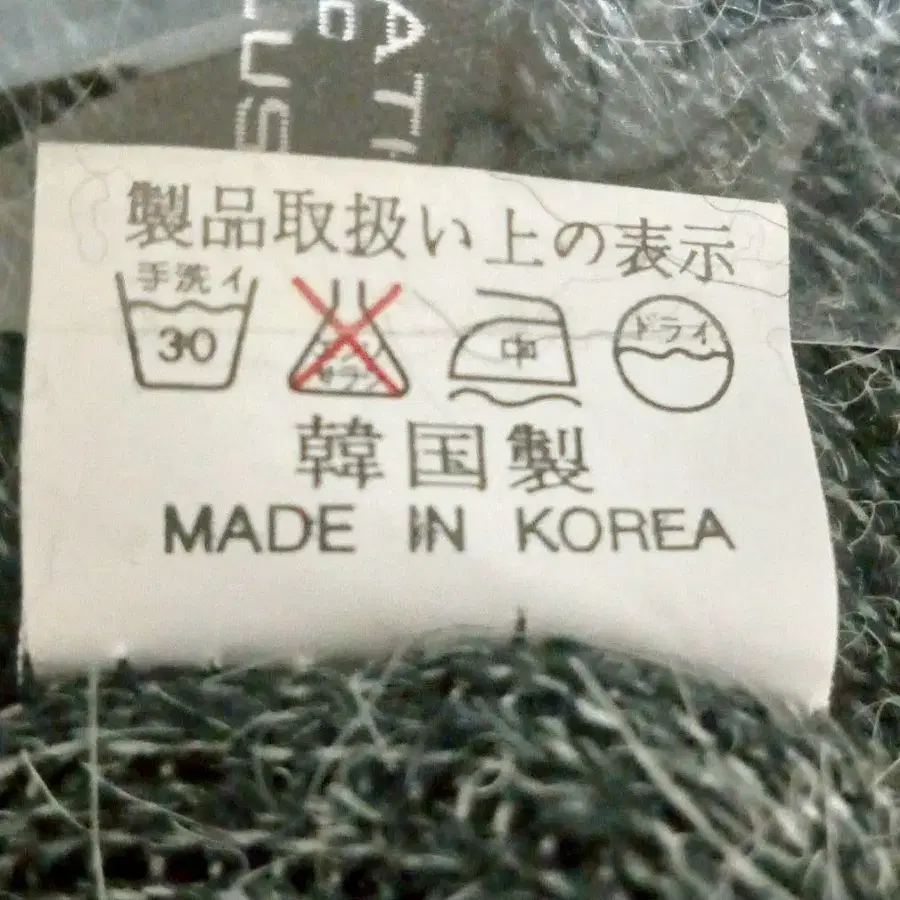 製品取扱い上の表示
手洗イ
30
中
ドライ
韓国製
MADE IN KOREA